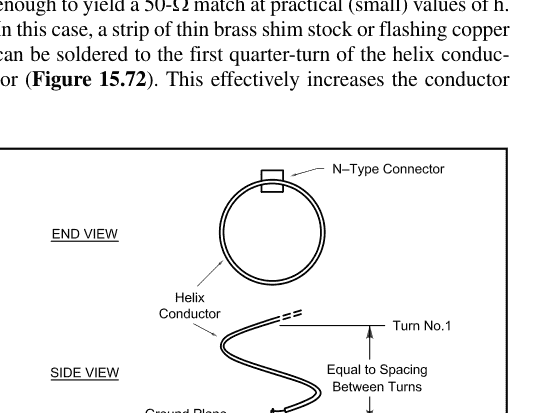 enough to yield a 50-Ω match at practical (small) values of h.
In this case, a strip of thin brass shim stock or flashing copper
can be soldered to the first quarter-turn of the helix conduc-
or (Figure 15.72). This effectively increases the conductor
N–Type Connector
END VIEW
Helix
Conductor
Turn No.1
SIDE VIEW
Equal to Spacing
Between Turns
Ground Plane